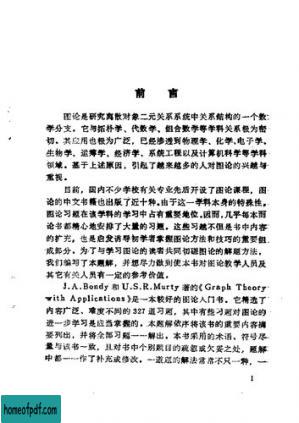 前 言
图论是研究离散对象二元关系系统中关系结构的一个数
学分支。它与拓朴学、代数学、组合数学等学科关系极为密
切。其应用也极为广泛,已经渗透到物理学、化学、电子学、
生物学、运筹学、经济学、系统工程以及计算机科学等学科
领域。基于上述原因,引起了越来越多的人对图论的兴趣与
重视。
目前,国内不少学校有关专业先后开设了图论课程,图
论的中文书籍也出版了近十种。由于这一学科本身的特殊性。
图论习题在该学科的学习中占有重要地位。因而,几乎每本而
论书都精心地安排了大量的习题。这些习题不但是书中内容
的扩充,也是启发诱导初学者掌握图论方法和技巧的重要组
成部分。为了与学习图论的读者共同切磋图论的解题方法,
我们编写了本题解,并想尽力做到使本书对图论教学人员及
其它有关人员有一定的参考价值。
J.A.Bondy 和 U.S.R.Murty 著的《Graph Theory
with Applications》是一本较好的图论入门书。它精选了
内容广泛、难度不同的 327 道习题,其中有些习题对图论的
进一步学习是应当掌握的。本题解依序将该书的重要内容摘
要列出,并将全部习题一一解出。本书采用的术语、符号尽
量与该书一致,且对书中个别题目的疏忽或欠妥之处,题解
中都一一作了补充或修改。一道题的解法常常不只一种,一
1
homeofpdf.com